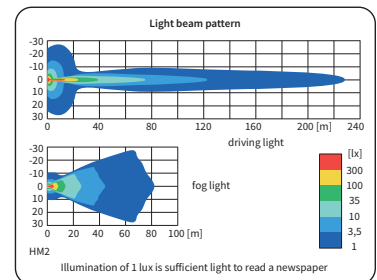 Light beam pattern
-30
-20
-10
0
10
20
30
0 40 80 120 160 200 [m] 240
driving light
-30
-20
-10
0
10
20
30
0 20 40 60 80 100 [m]
fog light
[lx]
300
100
35
10
3,5
1
HM2
Illumination of 1 lux is sufficient light to read a newspaper